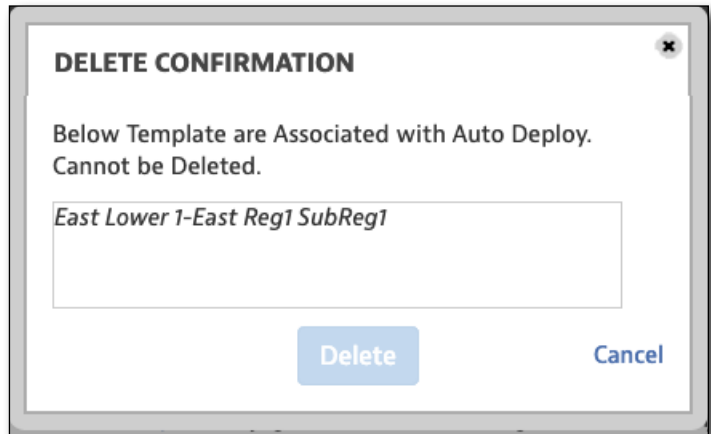 DELETE CONFIRMATION
Below Template are Associated with Auto Deploy.
Cannot be Deleted.
East Lower 1-East Reg1 SubReg1
Delete
Cancel